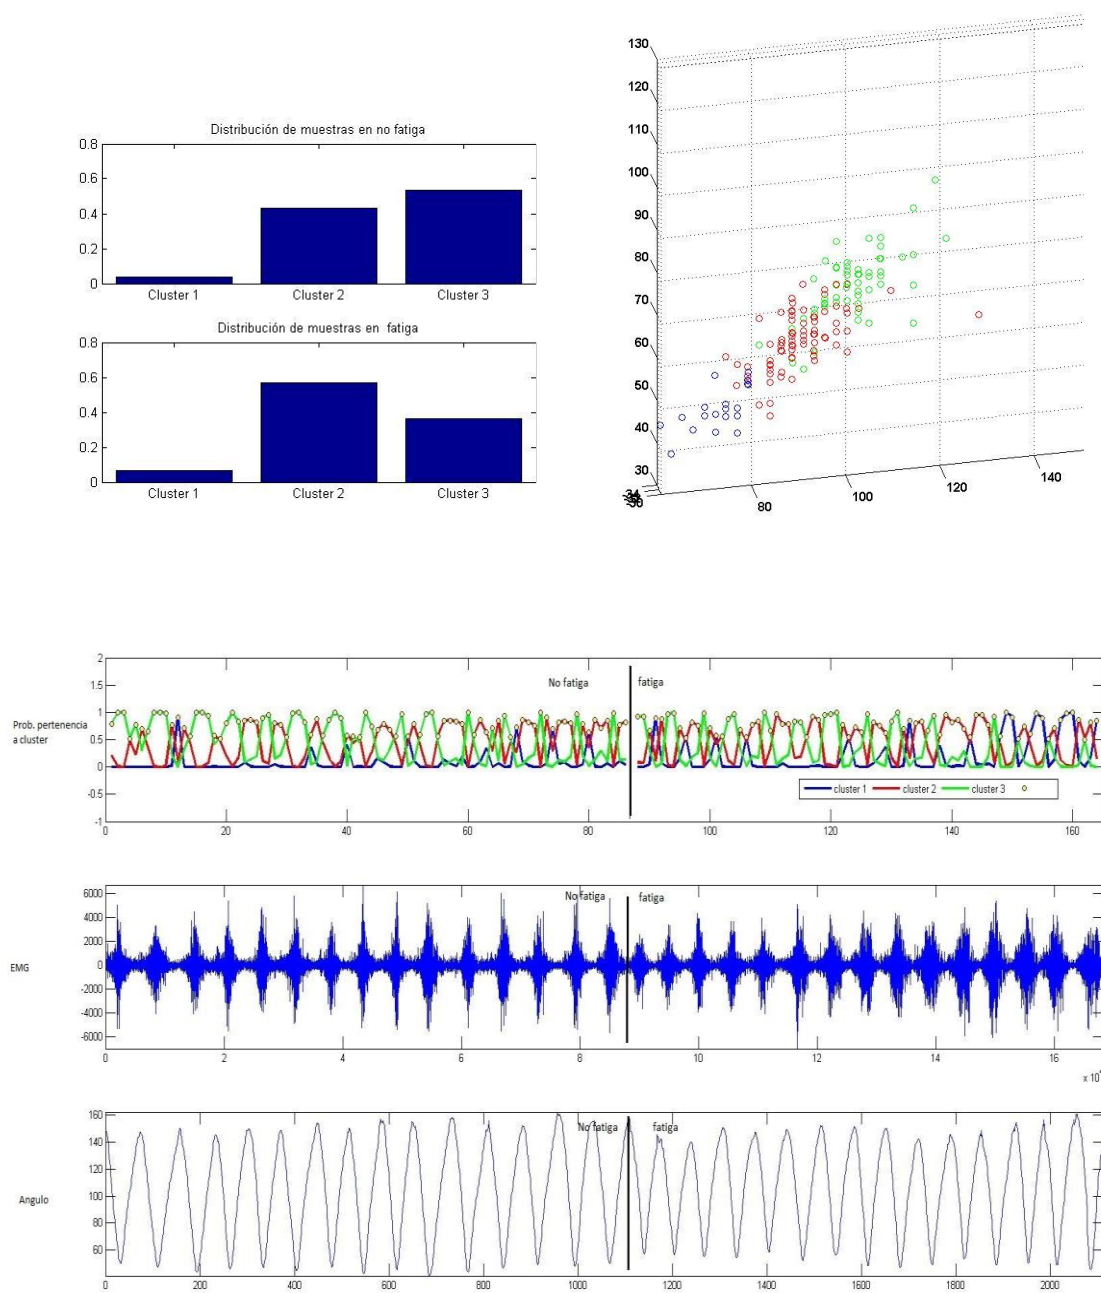 Distribución de muestras en no fatiga
0.8
0.6
0.4
0.2
0
Cluster 1 Cluster 2 Cluster 3
Distribución de muestras en fatiga
0.8
0.6
0.4
0.2
0
Cluster 1 Cluster 2 Cluster 3
130
120
110
100
90
80
70
60
50
40
30
80 100 120 140
2
1.5
1
0.5
0
-0.5
-1
No fatiga fatiga
Prob. pertenencia
a cluster
cluster 1 cluster 2 cluster 3
0 20 40 60 80 100 120 140 160
6000
4000
2000
0
-2000
-4000
-6000
No fatiga fatiga
EMG
0 2 4 6 8 10 12 14 16
160
140
120
100
80
60
No fatiga fatiga
Angulo
0 200 400 600 800 1000 1200 1400 1600 1800 2000